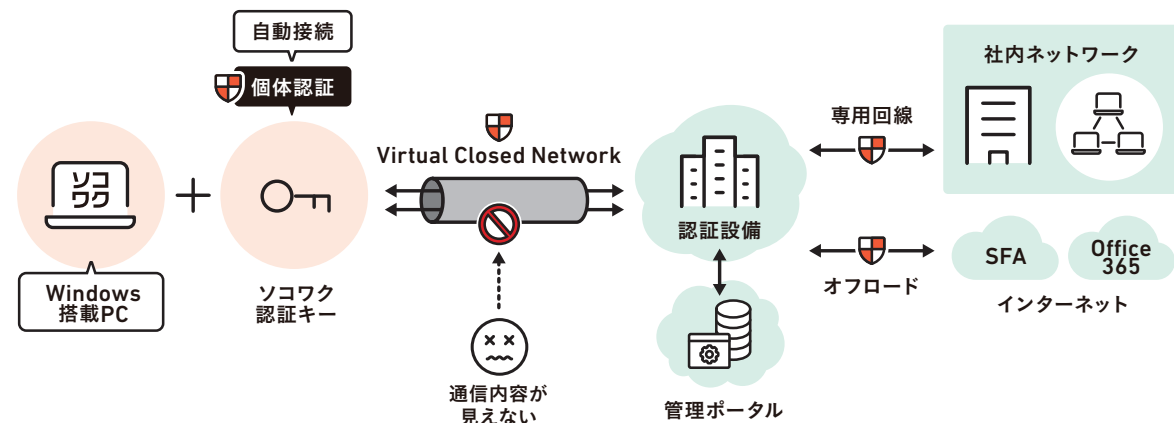 自動接続
個体認証
ソコ
ワク
Windows
搭載PC
ソコワク
認証キー
Virtual Closed Network
通信内容が
見えない
認証設備
管理ポータル
専用回線
オフロード
社内ネットワーク
SFA
Office
365
インターネット